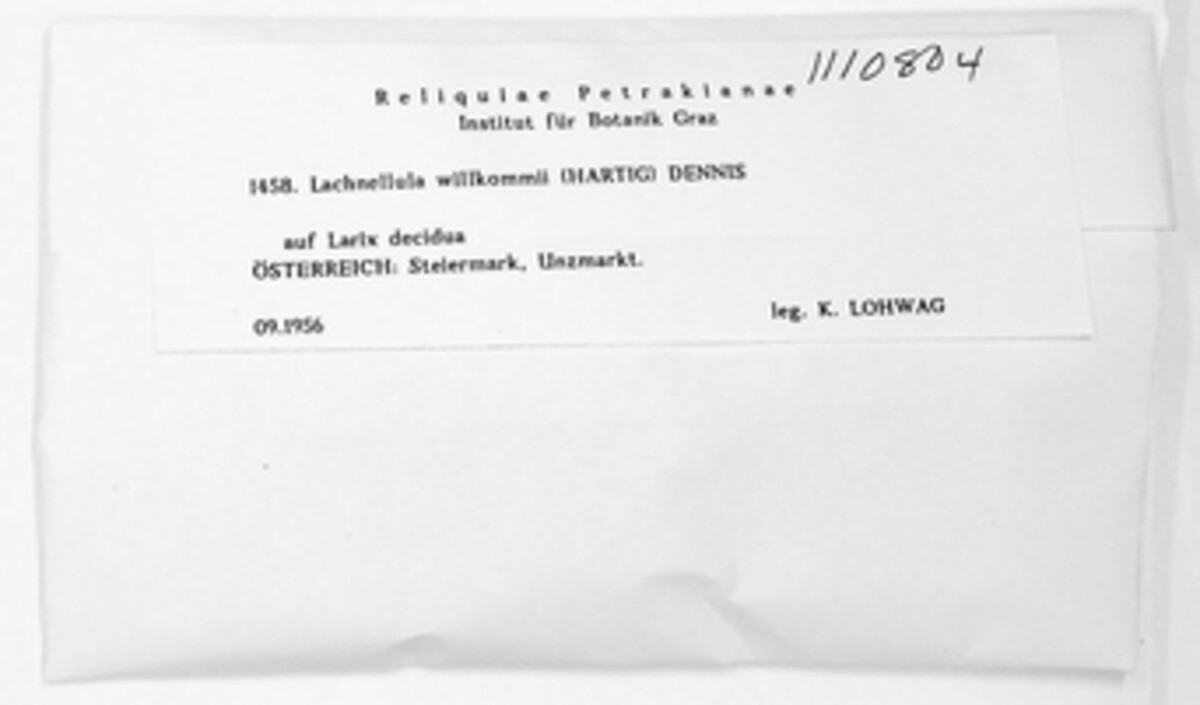 1110804
Reliquiae Petrakianae
Institut für Botanik Graz
1458. Lachnellula willkommii (HARTIG) DENNIS
auf Larix decidua
ÖSTERREICH: Steiermark, Unzmarkt.
09.1956
leg. K. LOHWAG